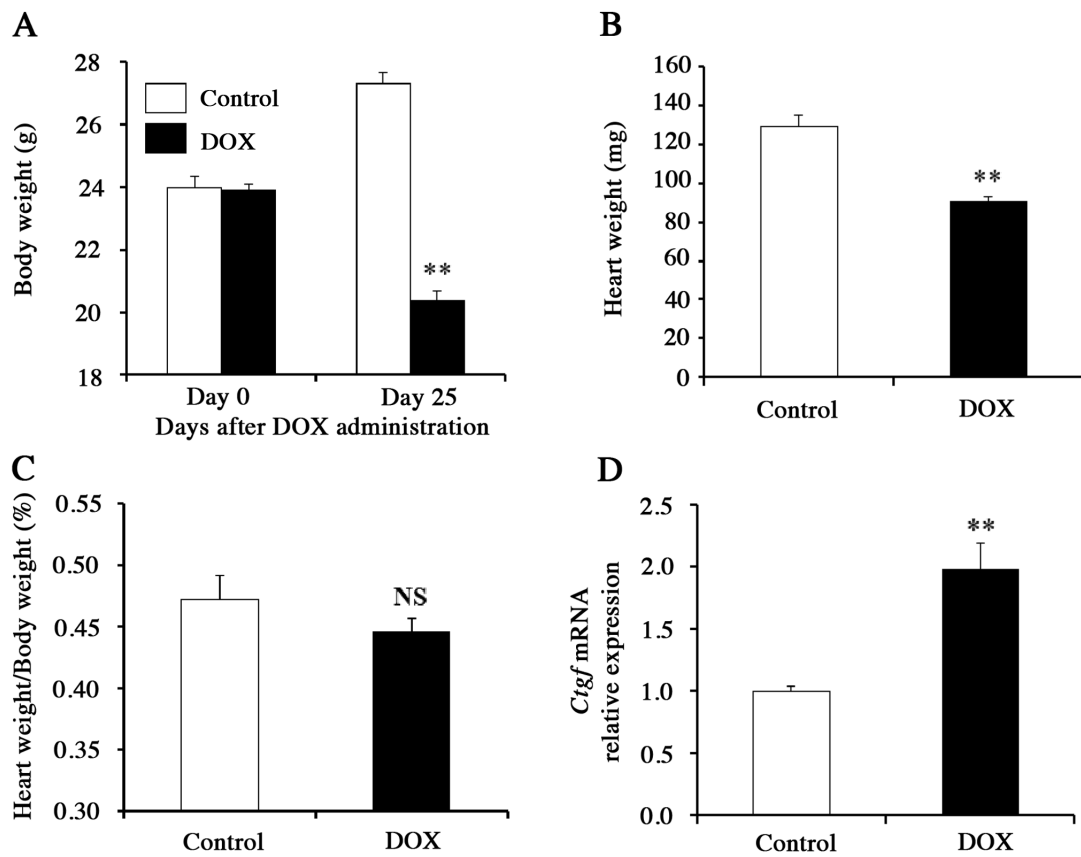 A
Body weight (g)
28
26
24
22
20
18
Control
DOX
**
Day 0
Day 25
Days after DOX administration
B
Heart weight (mg)
160
140
120
100
80
60
40
20
0
**
Control
DOX
C
Heart weight/Body weight (%)
0.55
0.50
0.45
0.40
0.35
0.30
NS
Control
DOX
D
Ctgf mRNA
relative expression
2.5
2.0
1.5
1.0
0.5
0.0
**
Control
DOX